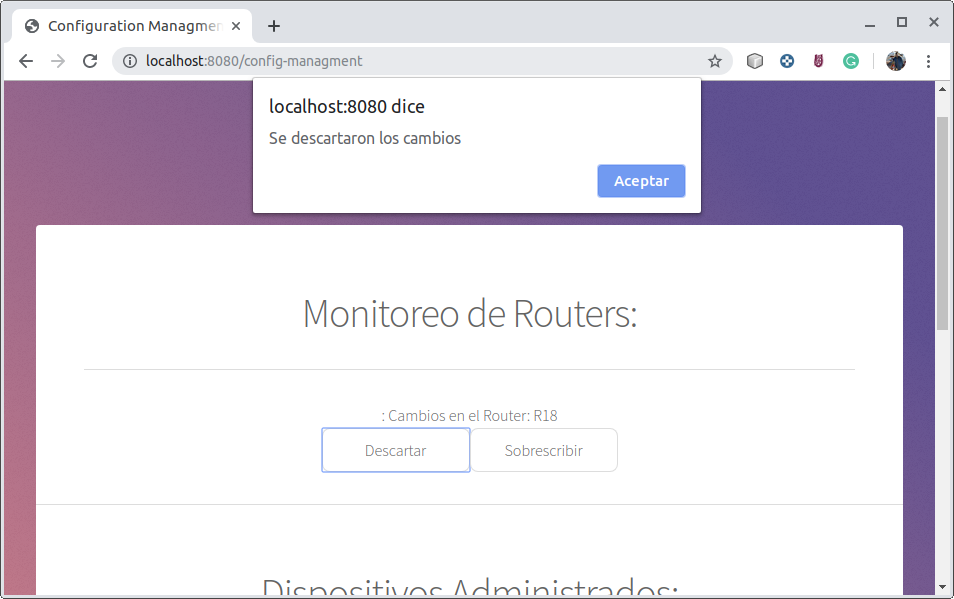 Configuration Managmen
localhost:8080/config-managment
localhost:8080 dice
Se descartaron los cambios
Aceptar
Monitoreo de Routers:
: Cambios en el Router: R18
Descartar
Sobrescribir
Dispositivos Administrados: